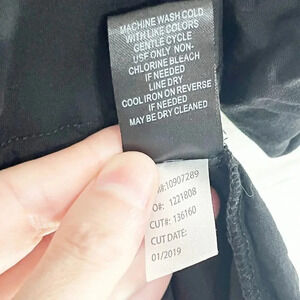 MACHINE WASH COLD
WITH LIKE COLORS
GENTLE CYCLE
USE ONLY NON-
CHLORINE BLEACH
IF NEEDED
LINE DRY
COOL IRON ON REVERSE
IF NEEDED
MAY BE DRY CLEANED
#:10907289
O#: 1221808
CUT#: 136160
CUT DATE:
01/2019